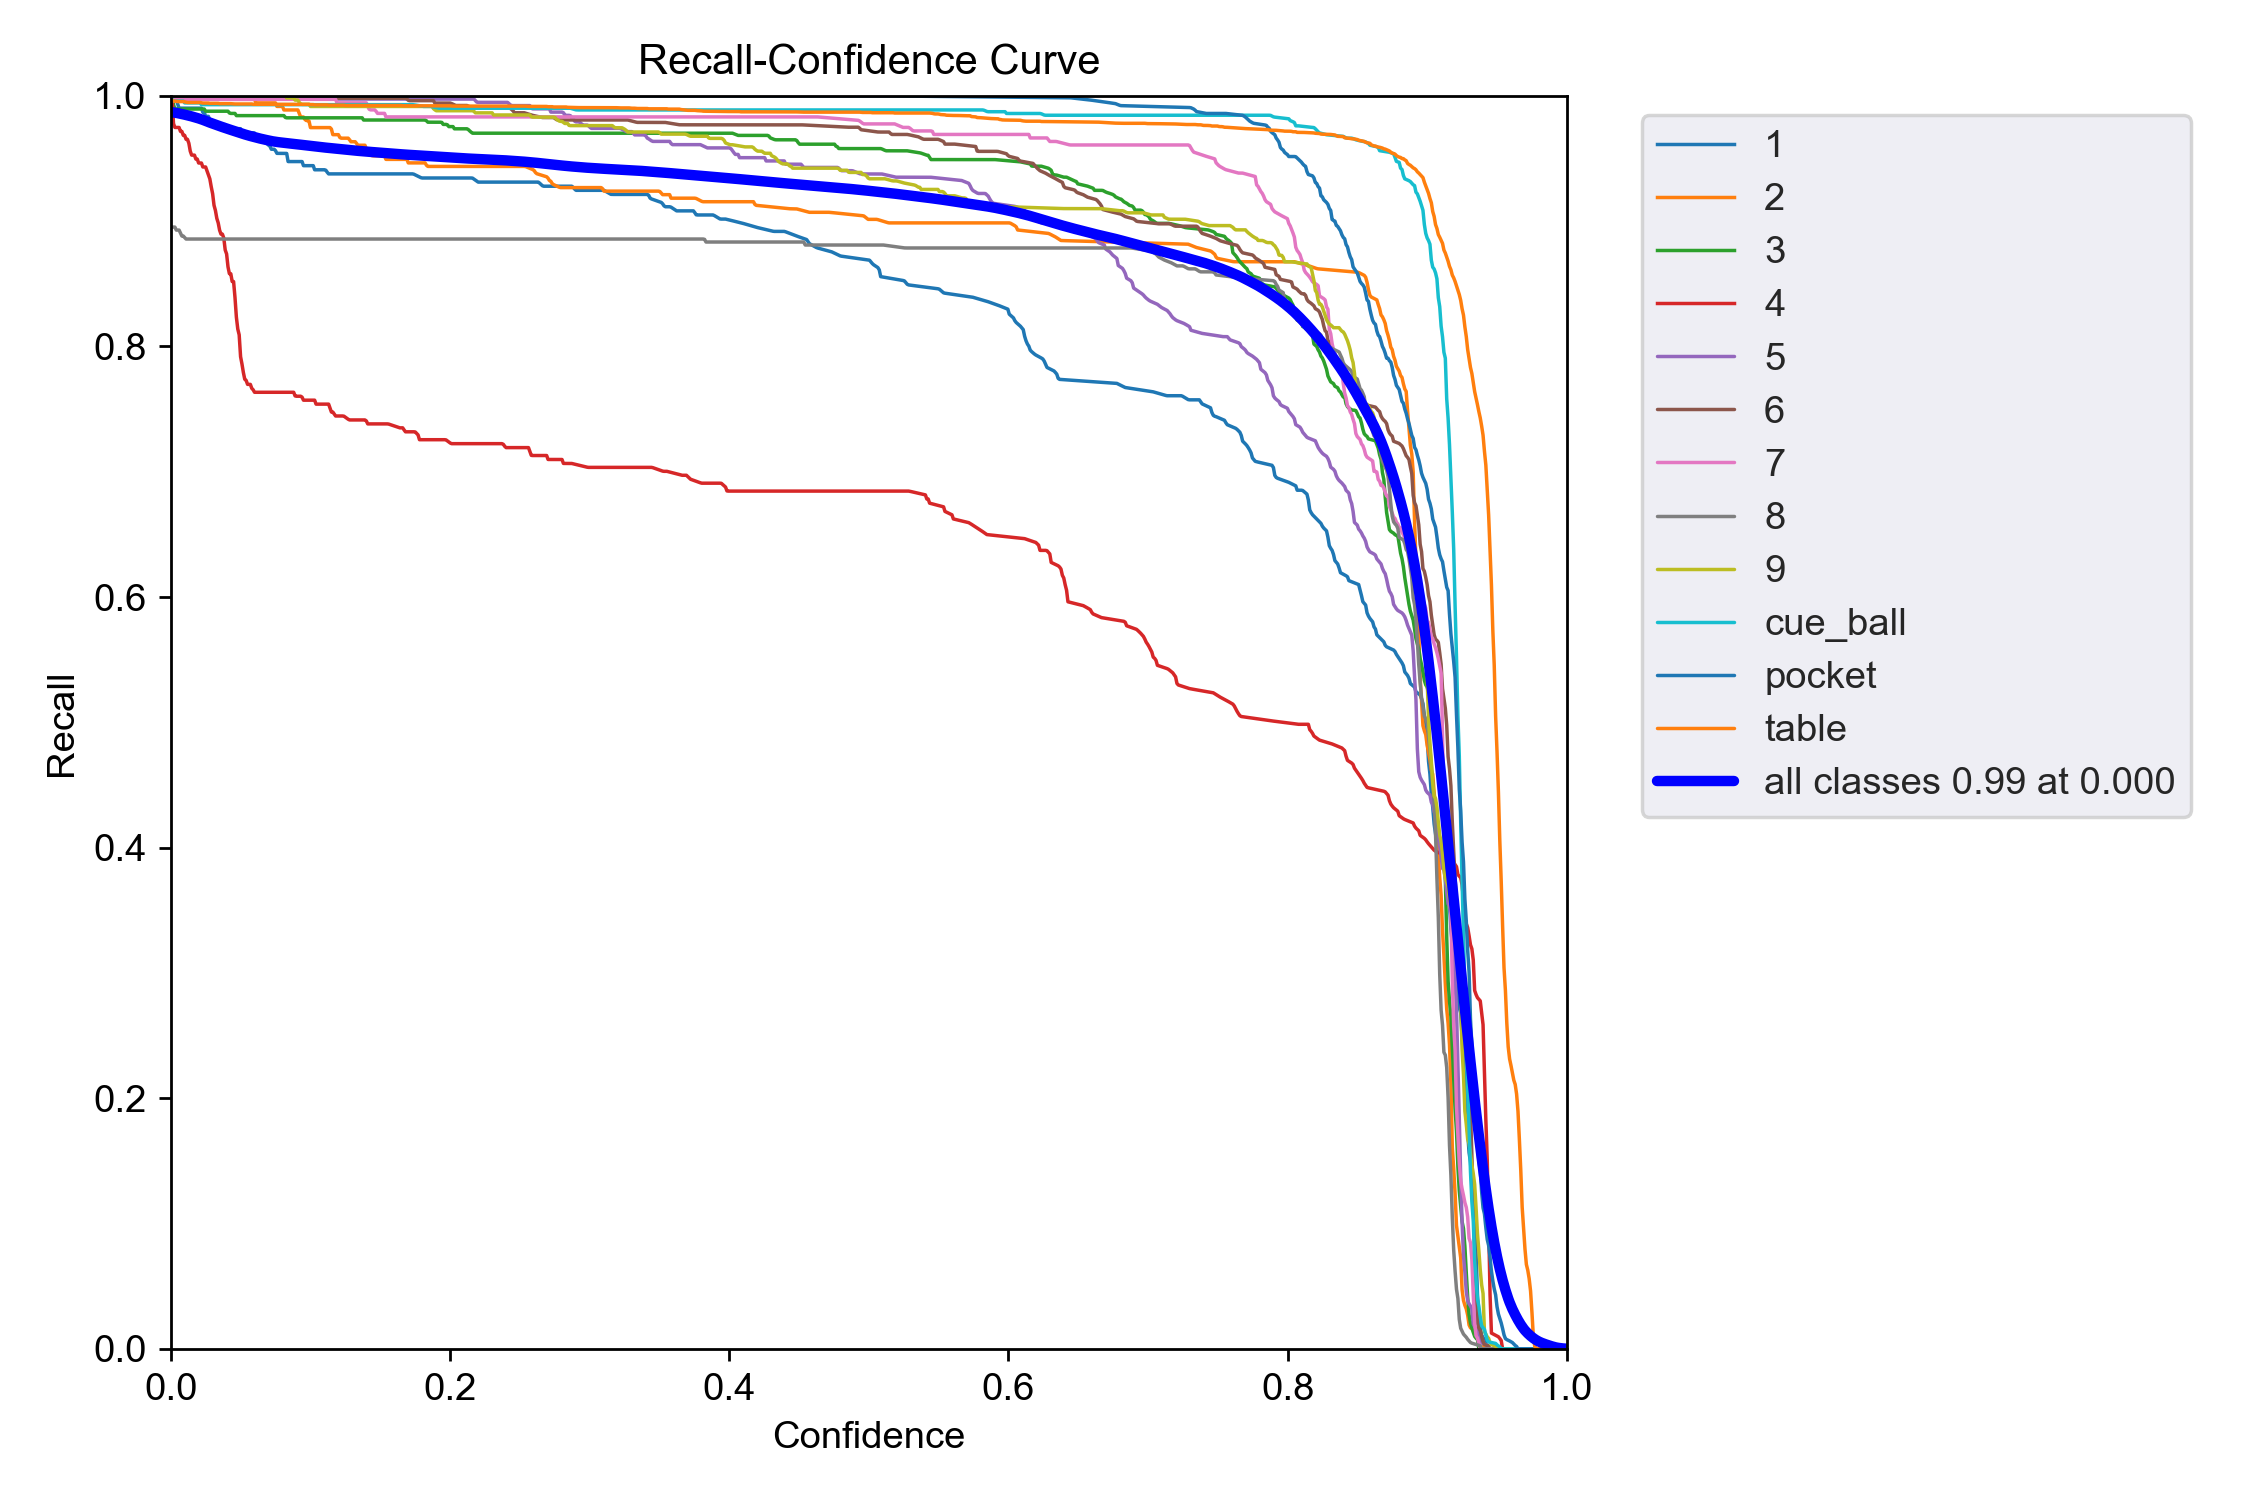 Recall-Confidence Curve
1.0
0.8
0.6
0.4
0.2
0.0
Recall
0.0 0.2 0.4 0.6 0.8 1.0
Confidence
1
2
3
4
5
6
7
8
9
cue_ball
pocket
table
all classes 0.99 at 0.000